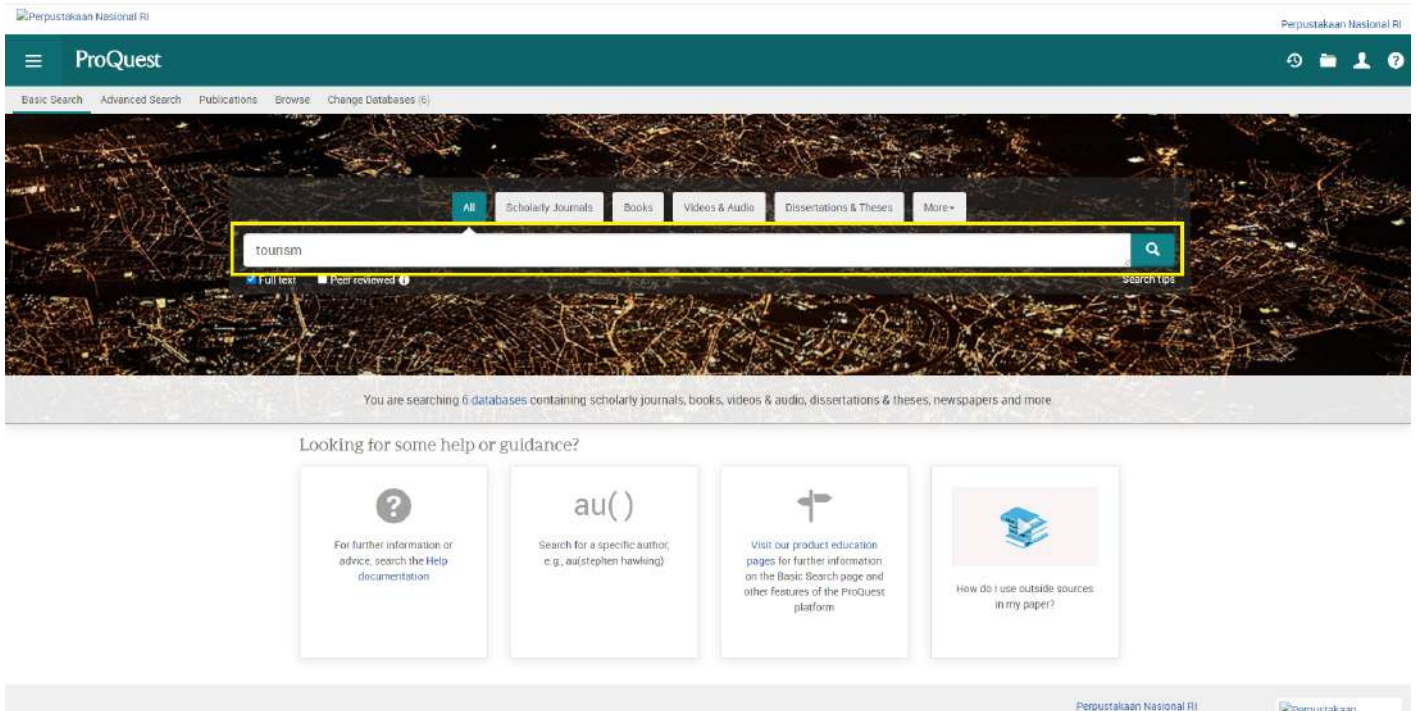 Perpustakaan Nasional RI
Perpustakaan Nasional RI
ProQuest
Basic Search Advanced Search Publications Browse Change Databases (6)
All Scholarly Journals Books Videos & Audio Dissertations & Theses More
tourism
Full text Peer reviewed Search tips
You are searching 6 databases containing scholarly journals, books, videos & audio, dissertations & theses, newspapers and more
Looking for some help or guidance?
For further information or
advice, search the Help
documentation
au( )
Search for a specific author,
e.g., au(stephen hawking)
Visit our product education
pages for further information
on the Basic Search page and
other features of the ProQuest
platform
How do I use outside sources
in my paper?
Perpustakaan Nasional RI
Perpustakaan